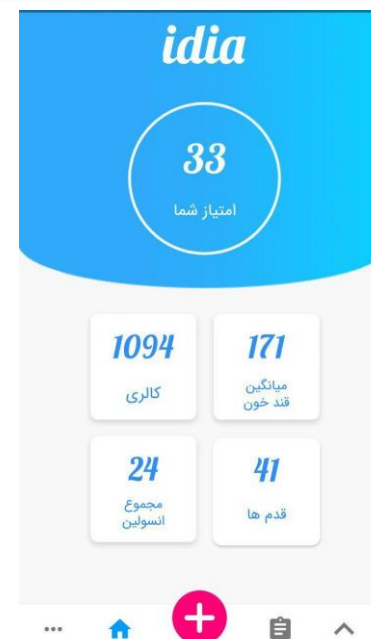 idia
33
امتیاز شما
171
میانگین
قند خون
1094
کالری
41
قدم ها
24
مجموع
انسولین